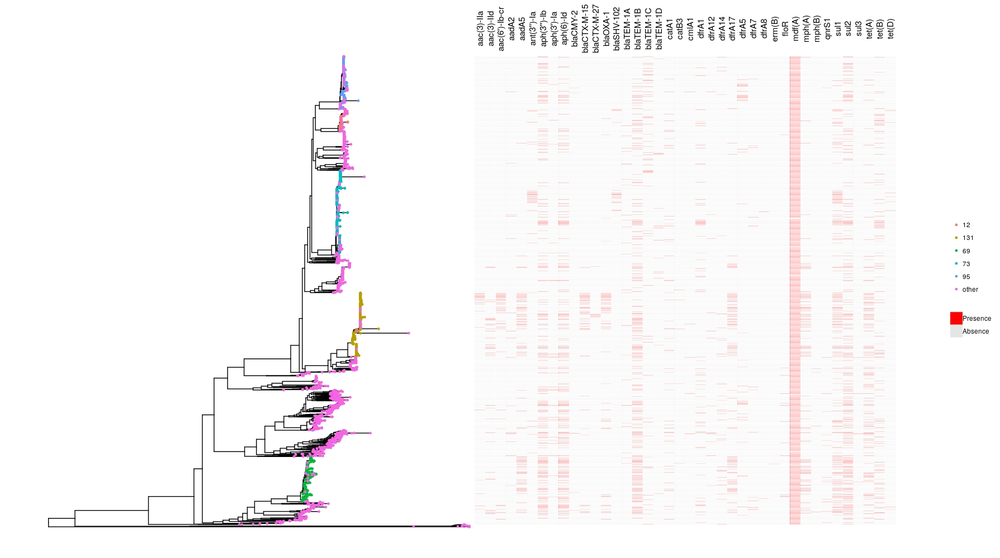 aac(3)-IIa
aac(3)-IId
aac(6')-Ib-cr
aadA2
aadA5
ant(3'')-Ia
aph(3'')-Ib
aph(3')-Ia
aph(6)-Id
blaCMY-2
blaCTX-M-15
blaCTX-M-27
blaOXA-1
blaSHV-102
blaTEM-1A
blaTEM-1B
blaTEM-1C
blaTEM-1D
catA1
catB3
cmlA1
dfrA1
dfrA12
dfrA14
dfrA17
dfrA5
dfrA7
dfrA8
erm(B)
floR
mdf(A)
mph(A)
mph(B)
qnrS1
sul1
sul2
sul3
tet(A)
tet(B)
tet(D)
12
131
69
73
95
other
Presence
Absence